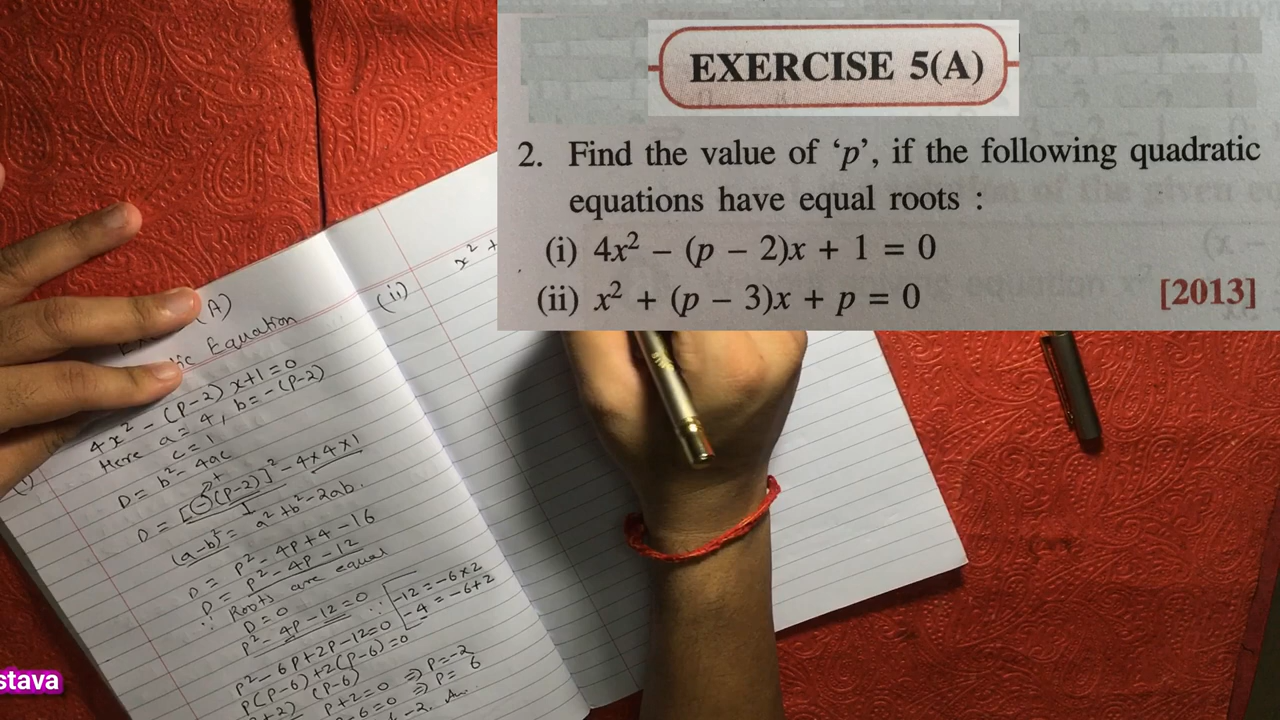 EXERCISE 5(A)
2. Find the value of ‘p’, if the following quadratic
equations have equal roots :
(i) 4x² – (p – 2)x + 1 = 0
(ii) x² + (p – 3)x + p = 0 [2013]
(A)
Equation
4x² - (P-2)x+1=0
Here a=4, b=-(P-2)
c=1
D= b²-4ac
D= [-(P-2)]²-4×4×1
(a-b)²= a²+b²-2ab.
D= P²-4P+4-16
D= P²-4P-12
∵ Roots are equal
D=0
P²-4P-12=0
∵ -12=-6×2
-4=-6+2
P²-6P+2P-12=0
P(P-6)+2(P-6)=0
(P-6)
P+2=0 ⇒ P=-2
-6=0 ⇒ P=6
-2. An.
(ii)
x² +
stava